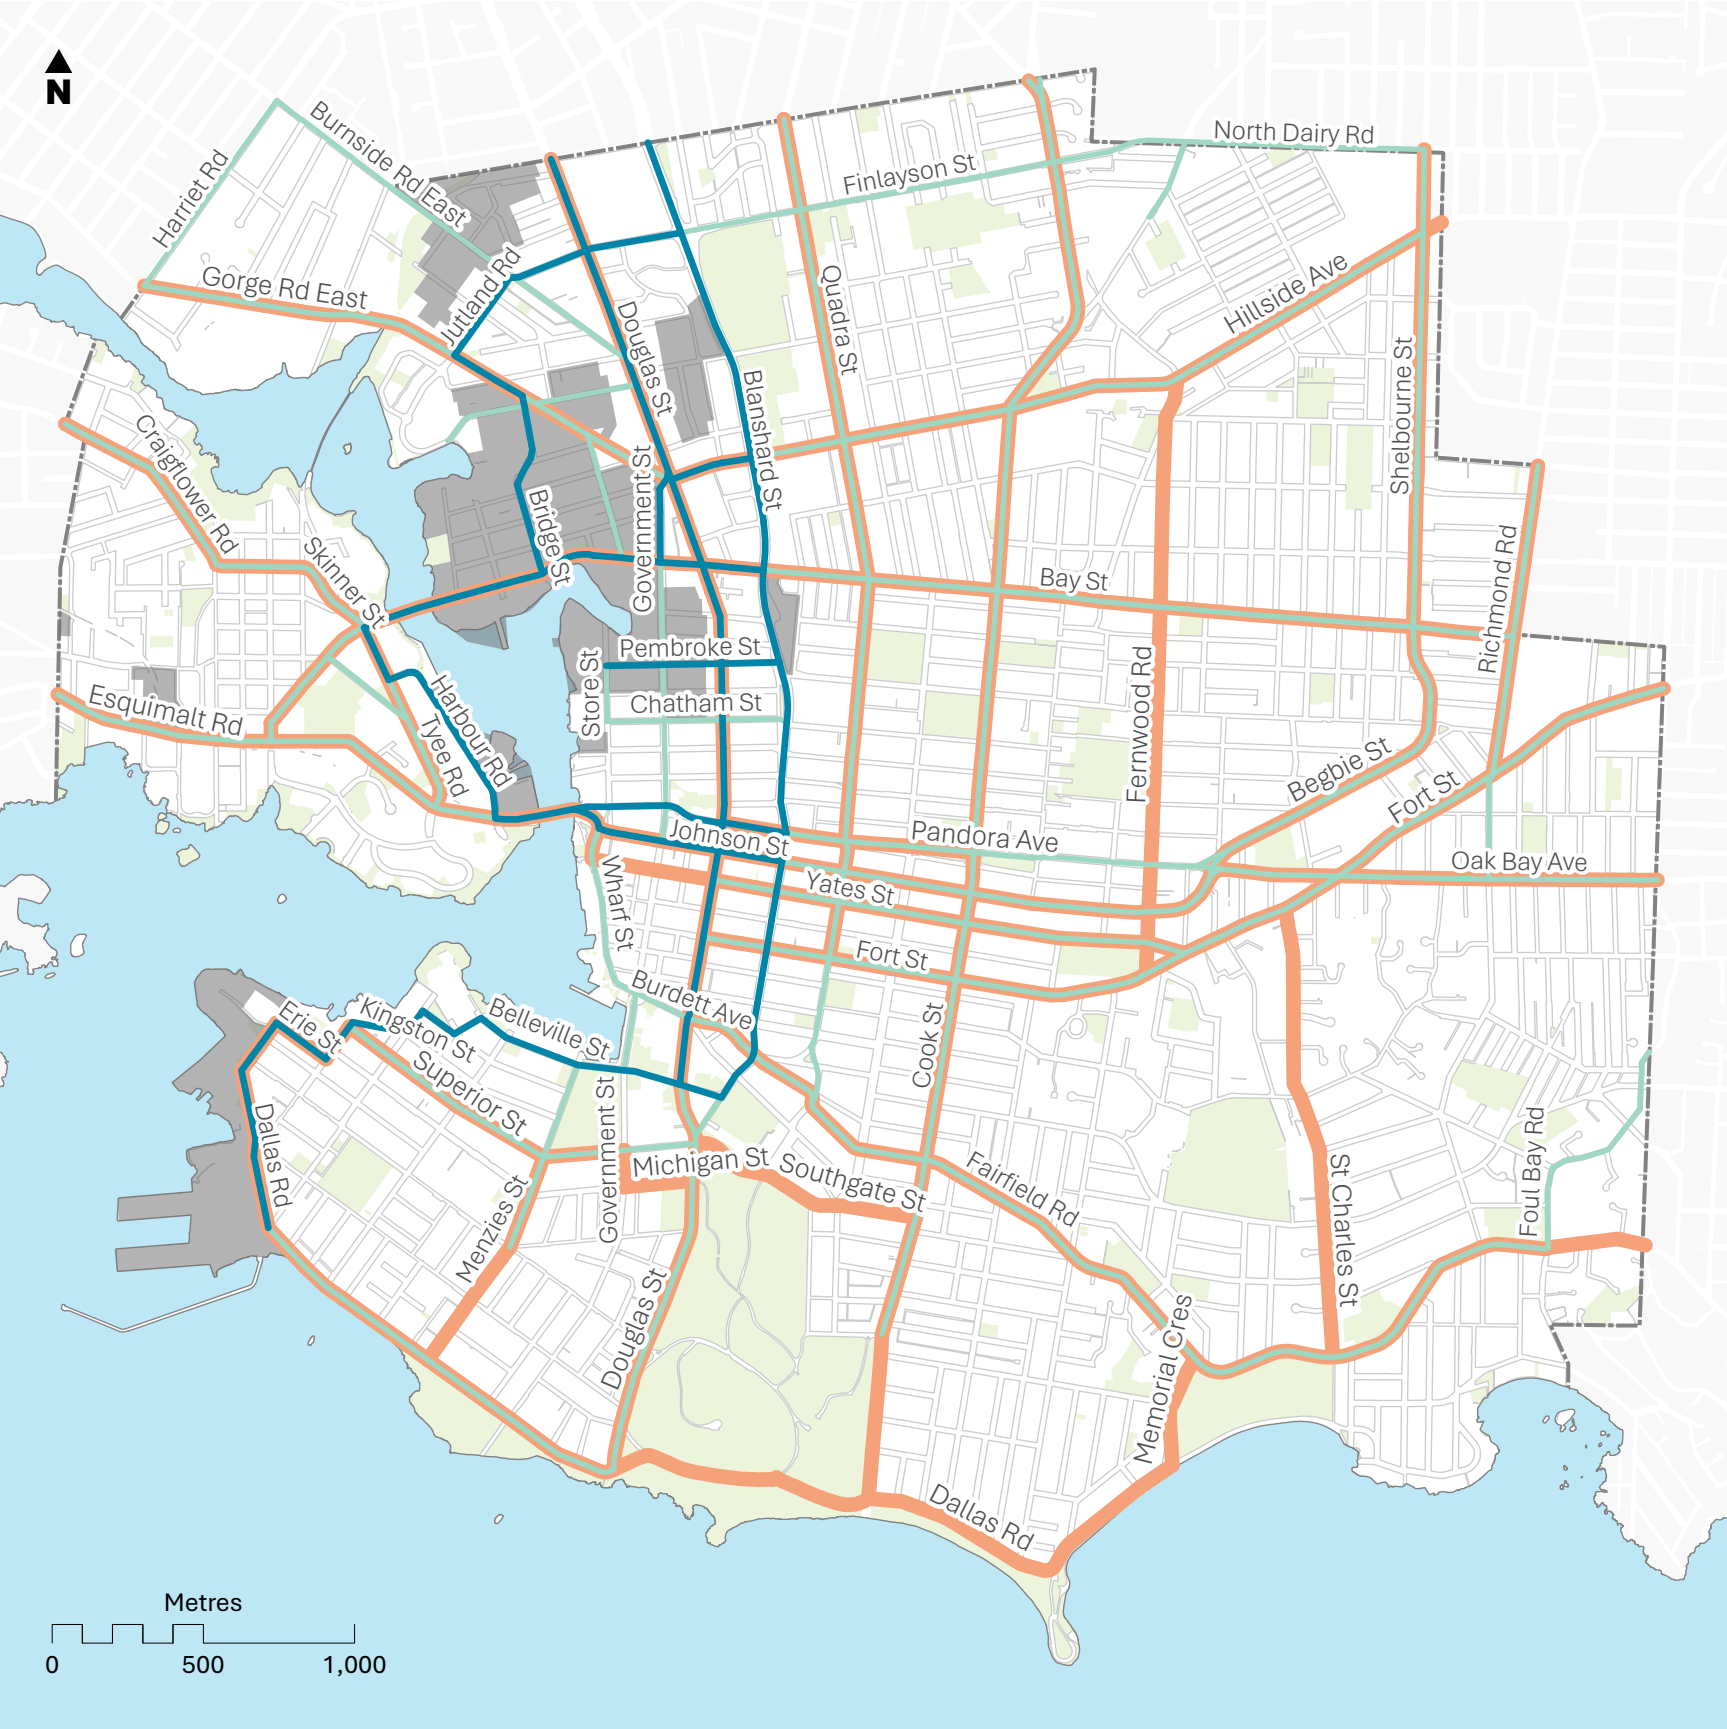 N
Burnside Rd East
North Dairy Rd
Harriet Rd
Finlayson St
Gorge Rd East
Jutland Rd
Quadra St
Hillside Ave
Douglas St
Blanshard St
Shelbourne St
Craigflower Rd
Government St
Bridge St
Skinner St
Richmond Rd
Bay St
Pembroke St
Store St
Chatham St
Fernwood Rd
Esquimalt Rd
Harbour Rd
Tyee Rd
Begbie St
Fort St
Johnson St
Pandora Ave
Oak Bay Ave
Yates St
Wharf St
Fort St
Burdett Ave
Erie St
Kingston St
Belleville St
Superior St
Cook St
Dallas Rd
Government St
Michigan St
Southgate St
Fairfield Rd
Foul Bay Rd
Menzies St
St Charles St
Douglas St
Memorial Cres
Dallas Rd
Metres
0 500 1,000